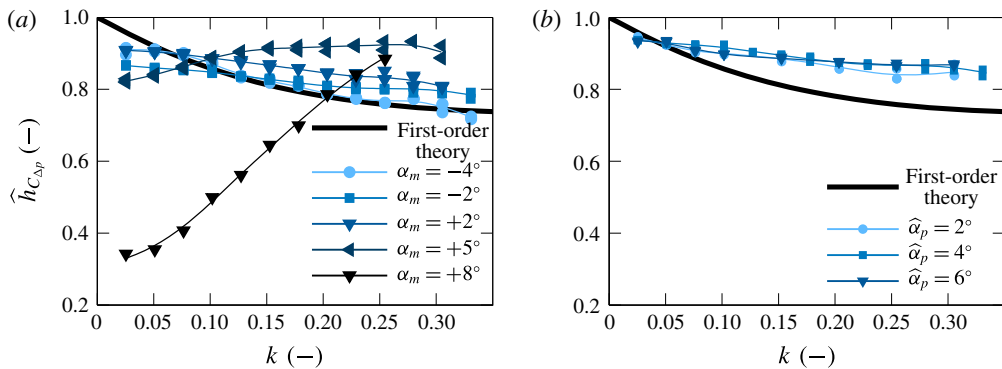 (a)
1.0
0.8
0.6
0.4
0.2
ĥ_{C_{Δp}} (–)
First-order
theory
α_m = −4°
α_m = −2°
α_m = +2°
α_m = +5°
α_m = +8°
0 0.05 0.10 0.15 0.20 0.25 0.30
k (–)
(b)
1.0
0.8
0.6
0.4
0.2
First-order
theory
α̂_p = 2°
α̂_p = 4°
α̂_p = 6°
0 0.05 0.10 0.15 0.20 0.25 0.30
k (–)